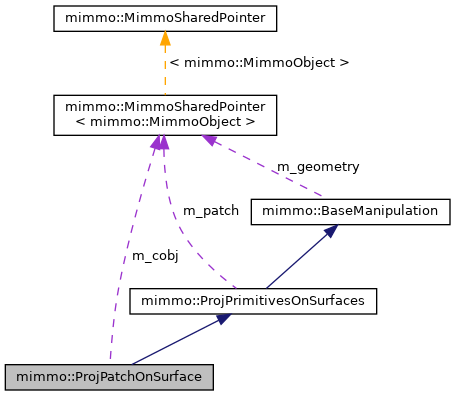 mimmo::MimmoSharedPointer
< mimmo::MimmoObject >
mimmo::MimmoSharedPointer
< mimmo::MimmoObject >
m_geometry
m_patch
mimmo::BaseManipulation
m_cobj
mimmo::ProjPrimitivesOnSurfaces
mimmo::ProjPatchOnSurface